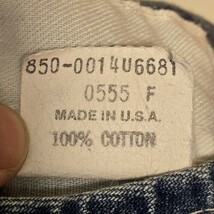 850-0014U6681
0555 F
MADE IN U.S.A.
100% COTTON